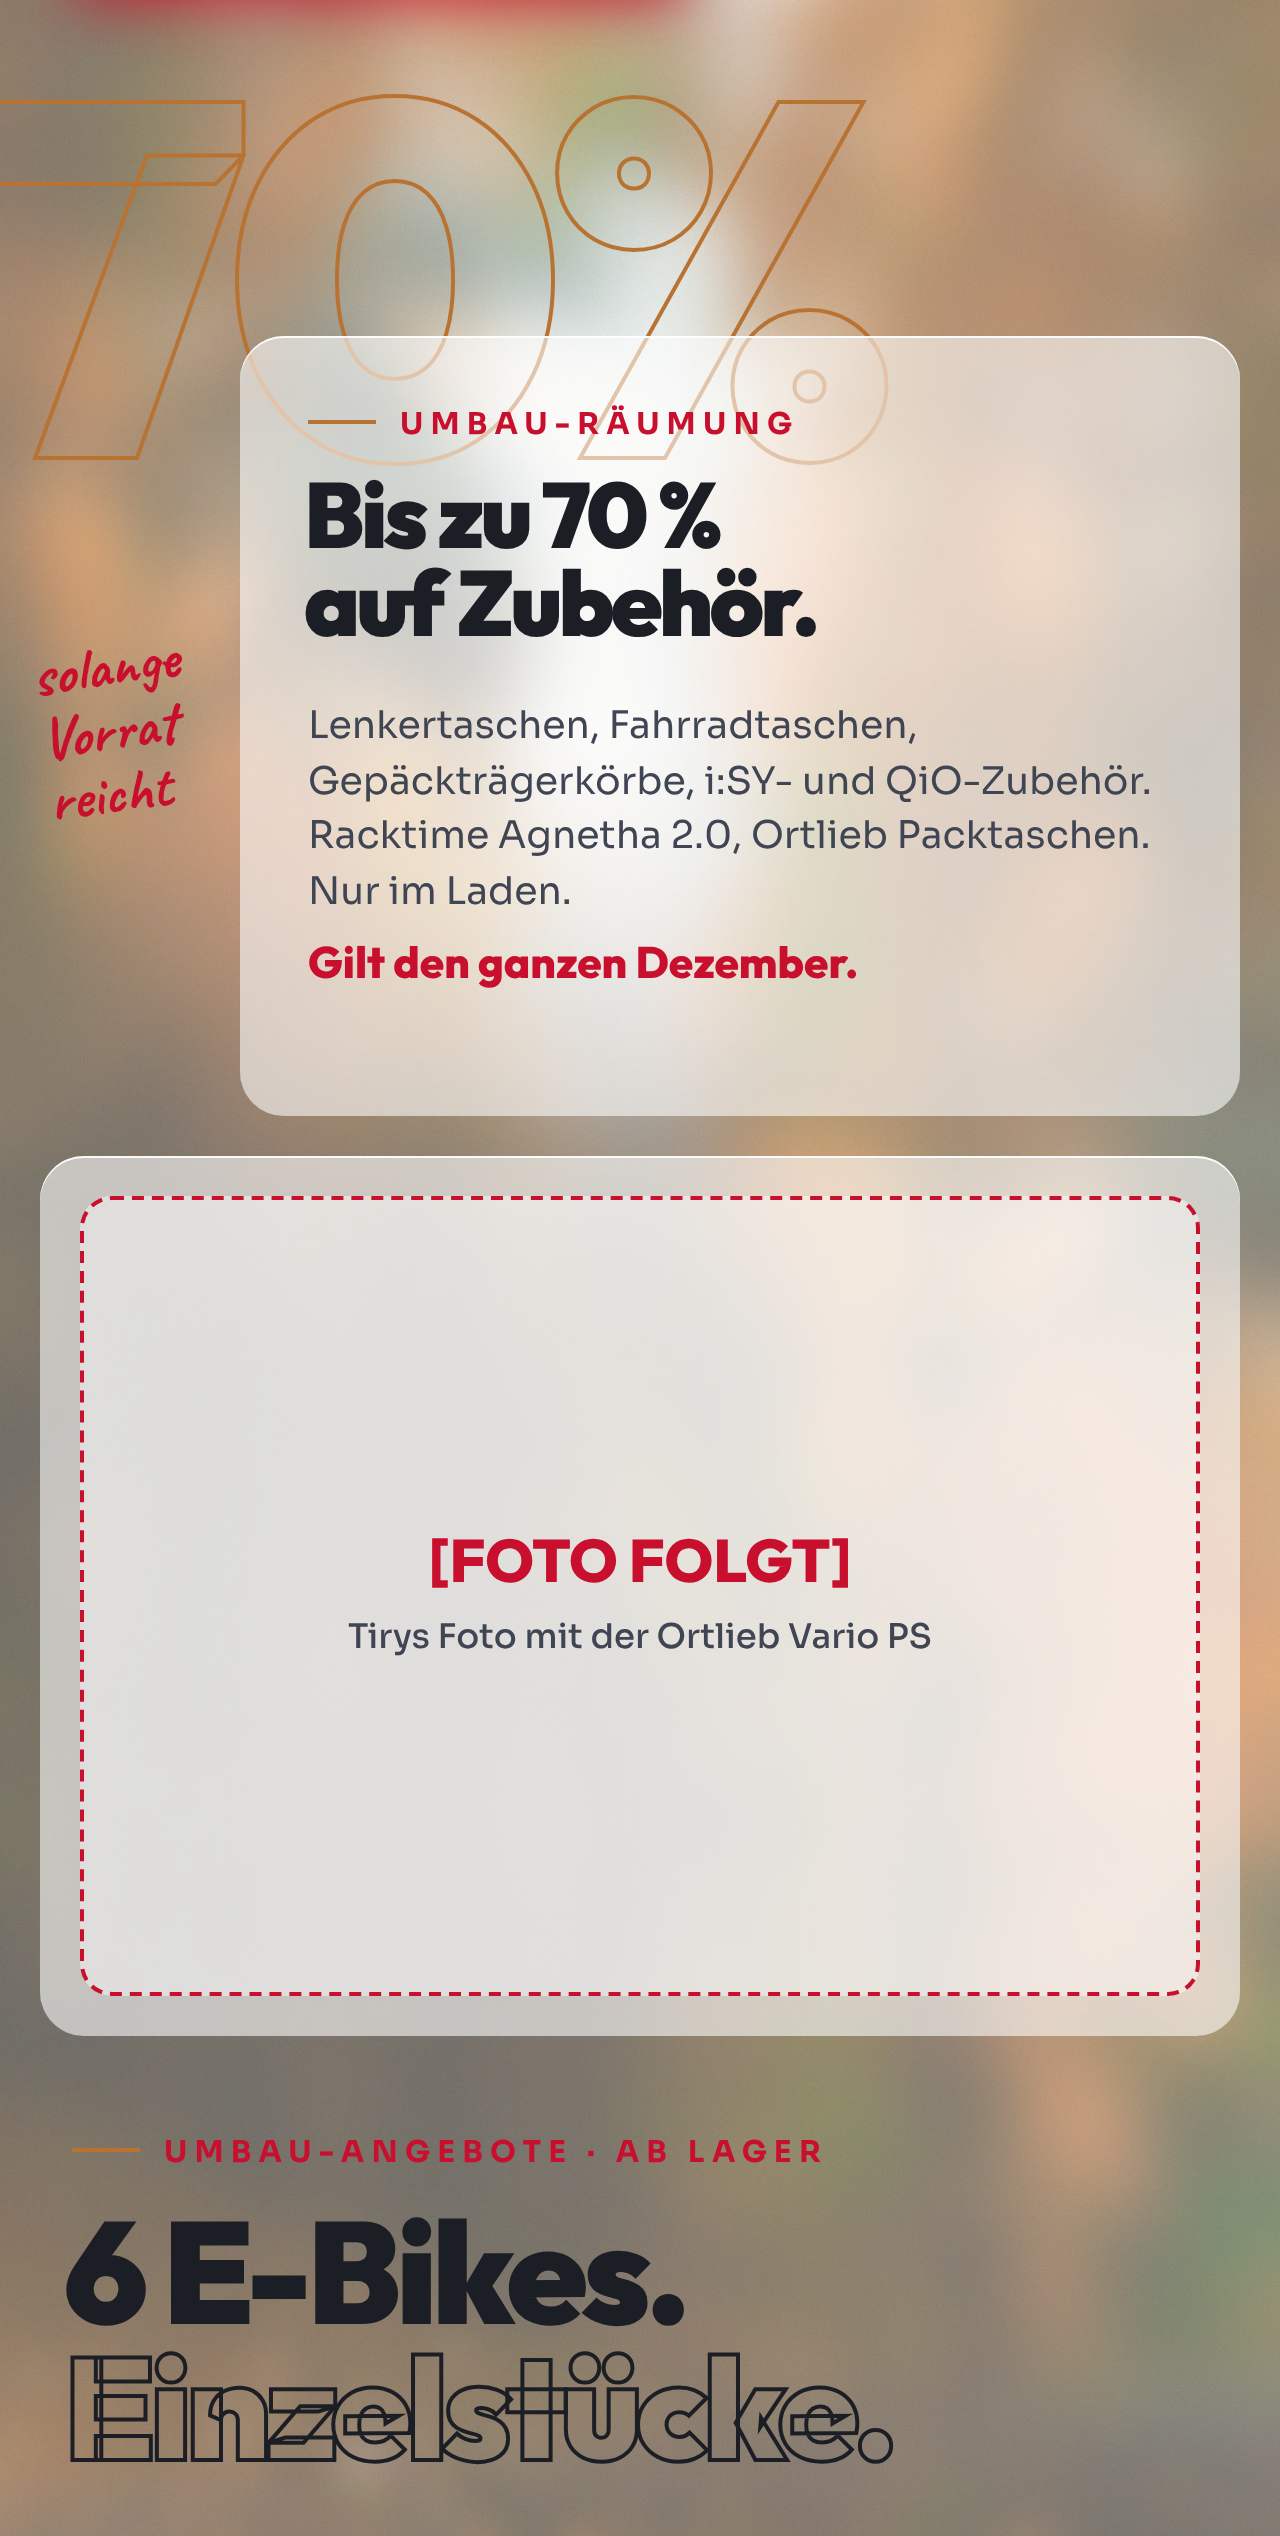 70%
UMBAU-RÄUMUNG
Bis zu 70 %
auf Zubehör.
solange
Vorrat
reicht
Lenkertaschen, Fahrradtaschen,
Gepäckträgerkörbe, i:SY- und QiO-Zubehör.
Racktime Agnetha 2.0, Ortlieb Packtaschen.
Nur im Laden.
Gilt den ganzen Dezember.
[FOTO FOLGT]
Tirys Foto mit der Ortlieb Vario PS
UMBAU-ANGEBOTE · AB LAGER
6 E-Bikes.
Einzelstücke.